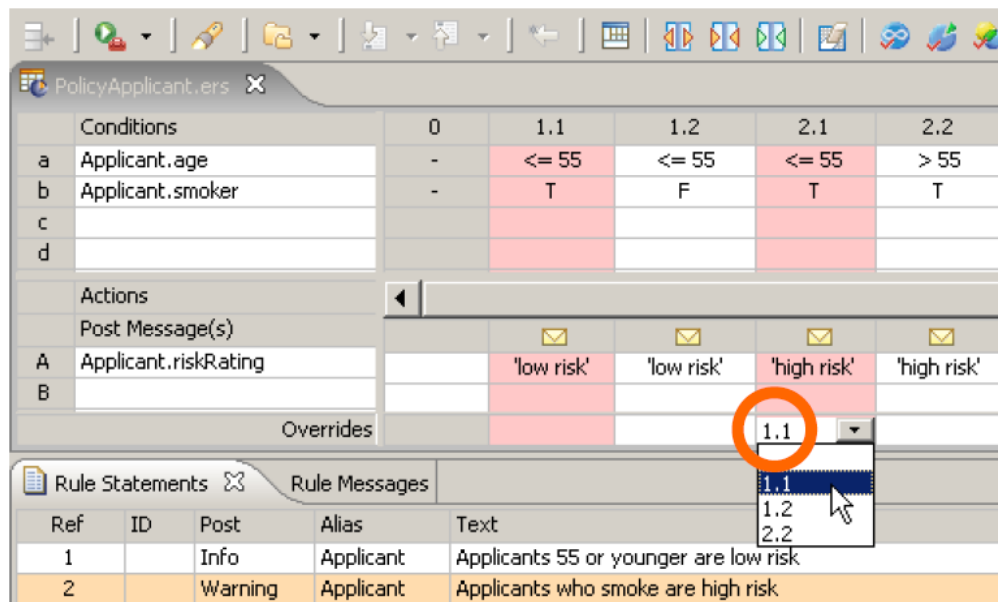 PolicyApplicant.ers
Conditions 0 1.1 1.2 2.1 2.2
a Applicant.age - <= 55 <= 55 <= 55 > 55
b Applicant.smoker - T F T T
c
d
Actions
Post Message(s)
A Applicant.riskRating 'low risk' 'low risk' 'high risk' 'high risk'
B
Overrides 1.1
1.1
1.2
2.2
Rule Statements Rule Messages
Ref ID Post Alias Text
1 Info Applicant Applicants 55 or younger are low risk
2 Warning Applicant Applicants who smoke are high risk